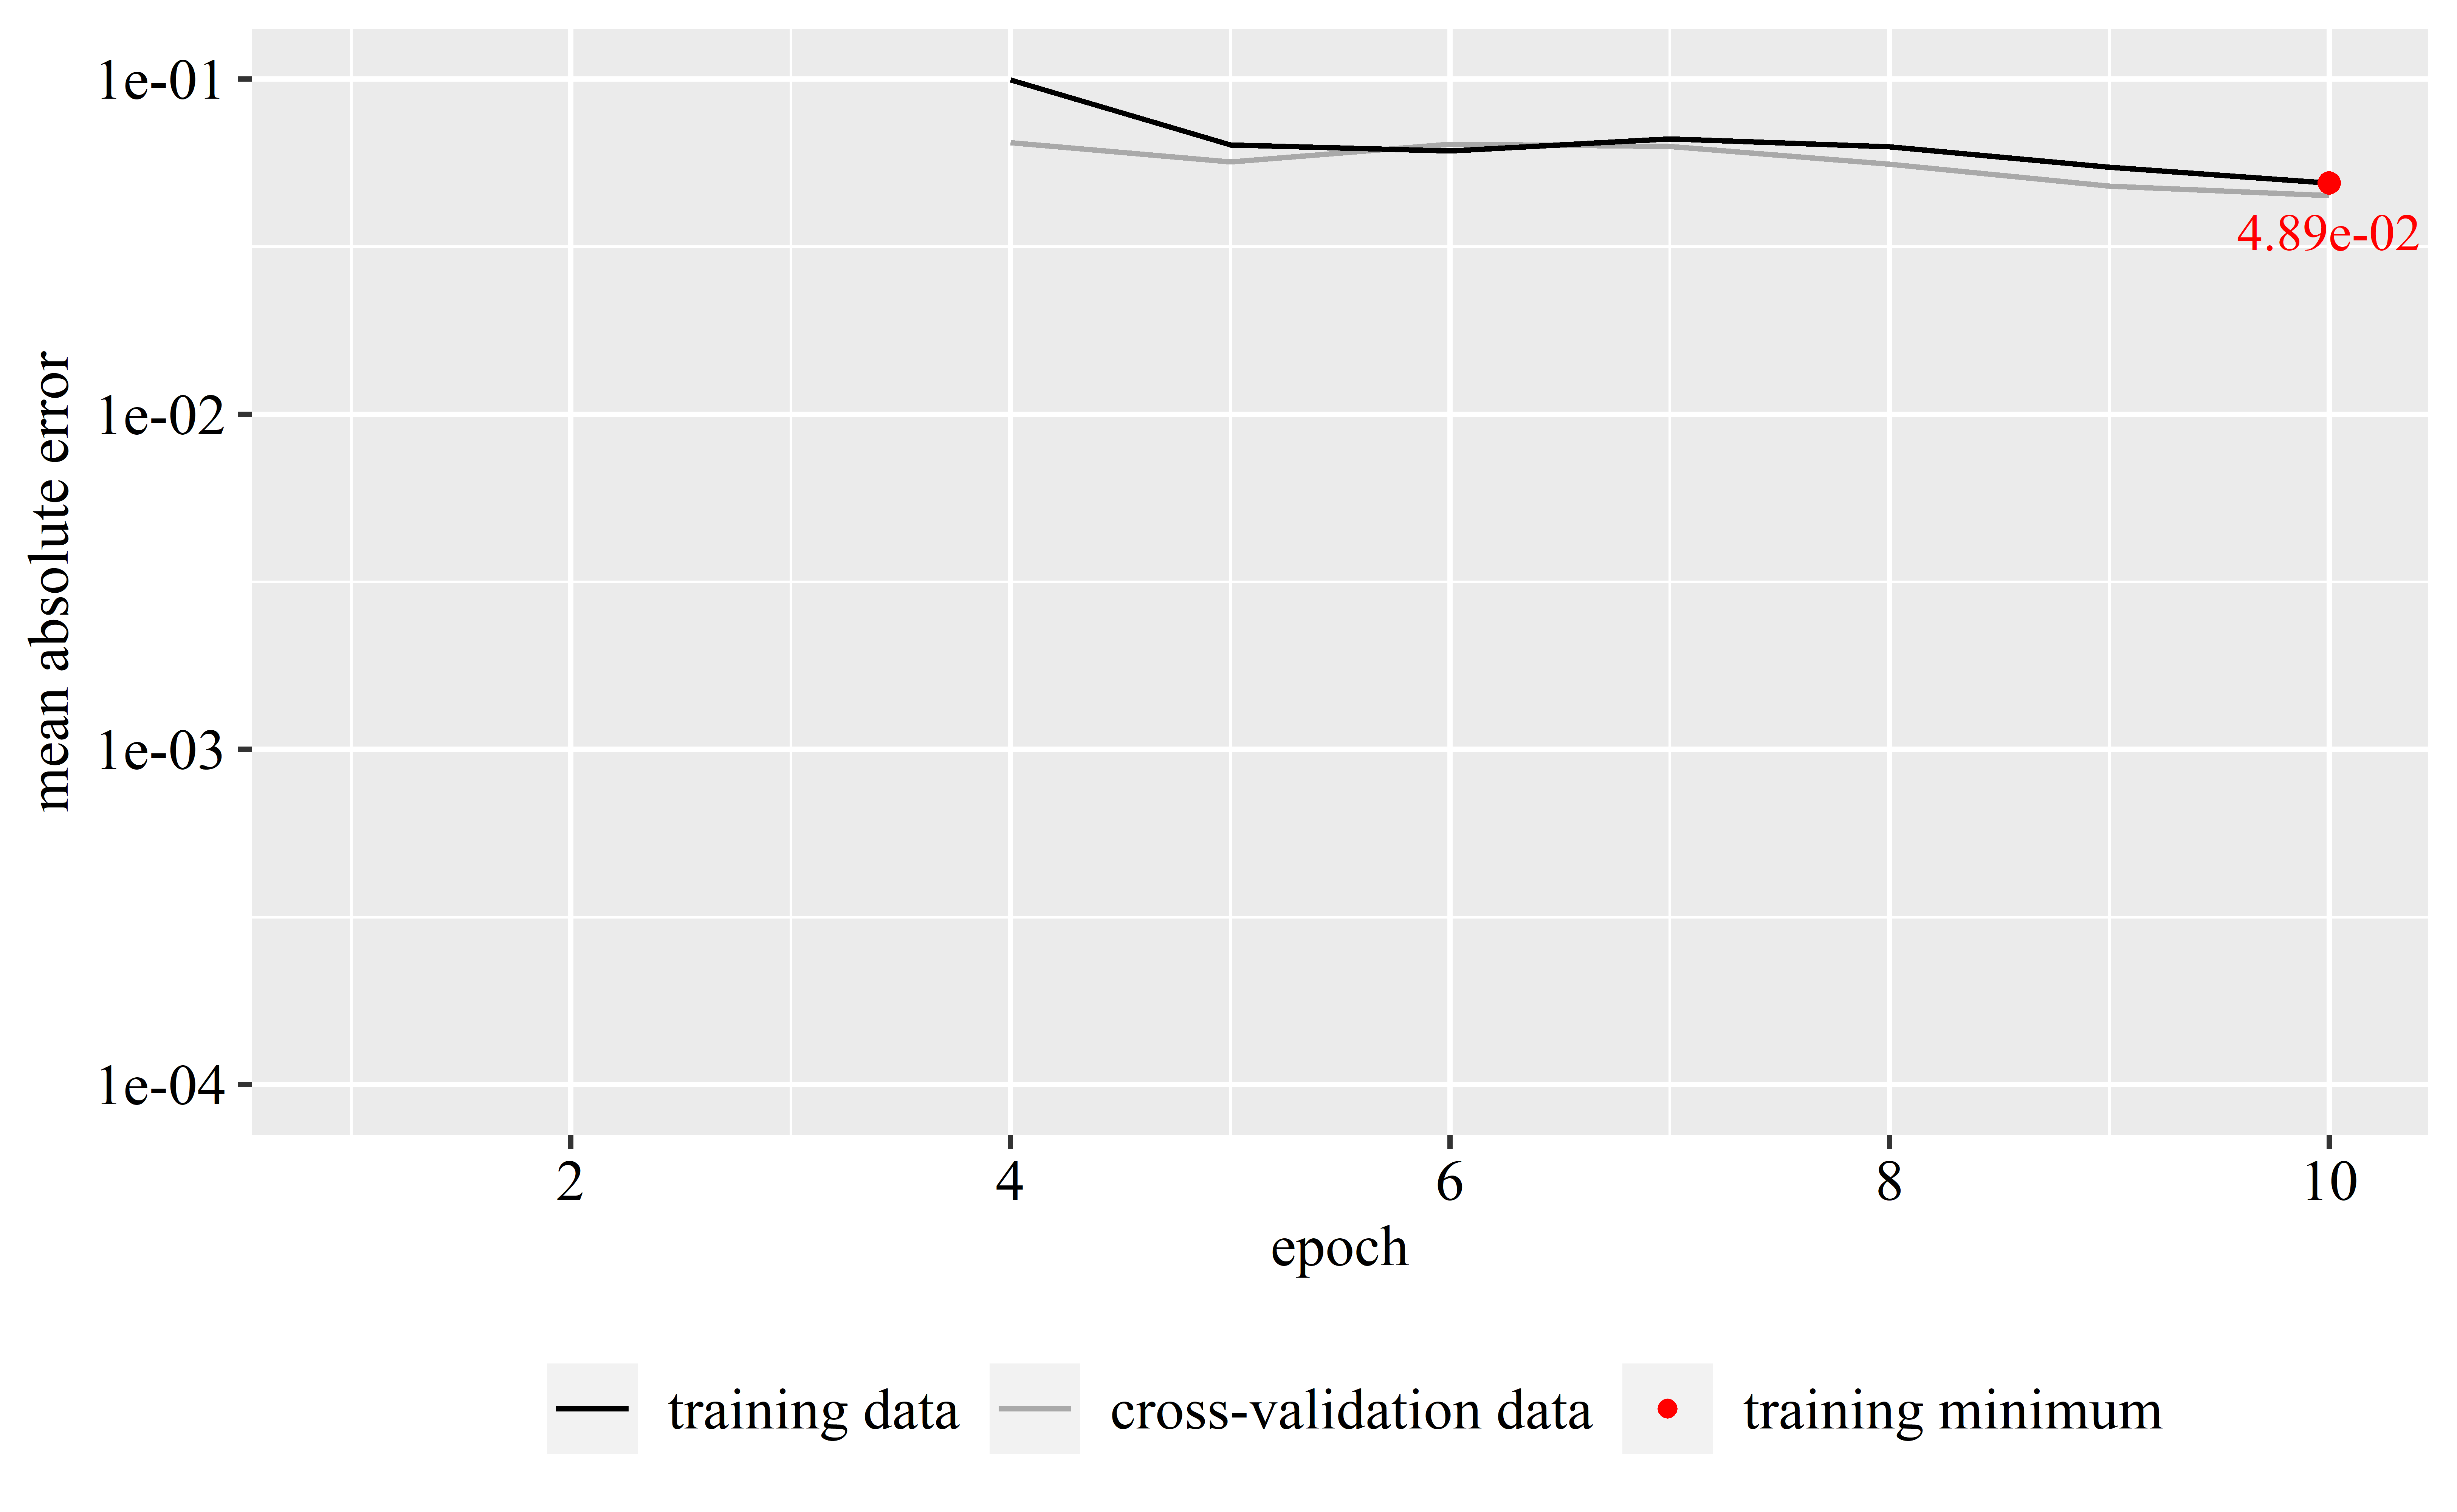 1e-01
1e-02
1e-03
1e-04
mean absolute error
4.89e-02
2 4 6 8 10
epoch
training data cross-validation data training minimum